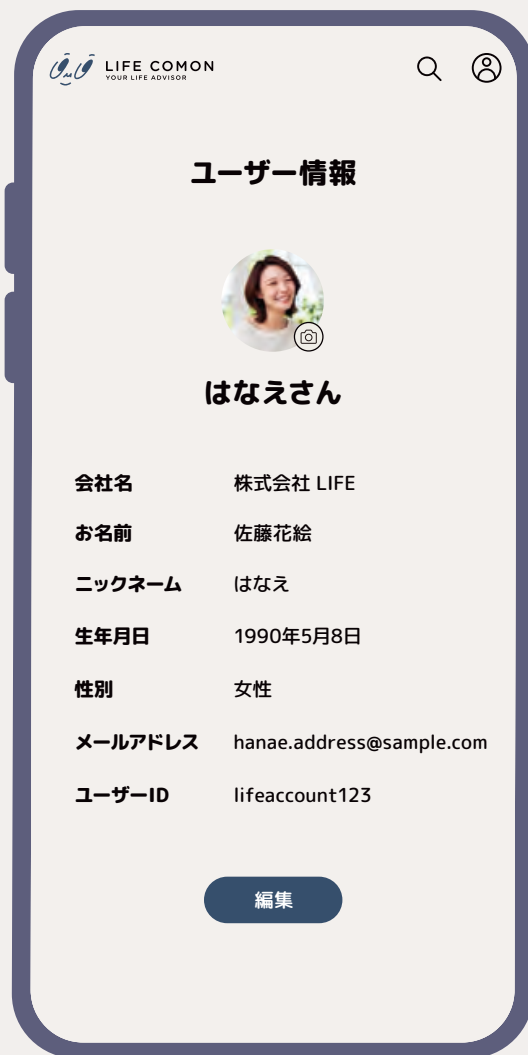 LIFE COMON
YOUR LIFE ADVISOR
ユーザー情報
はなえさん
会社名 株式会社 LIFE
お名前 佐藤花絵
ニックネーム はなえ
生年月日 1990年5月8日
性別 女性
メールアドレス hanae.address@sample.com
ユーザーID lifeaccount123
編集